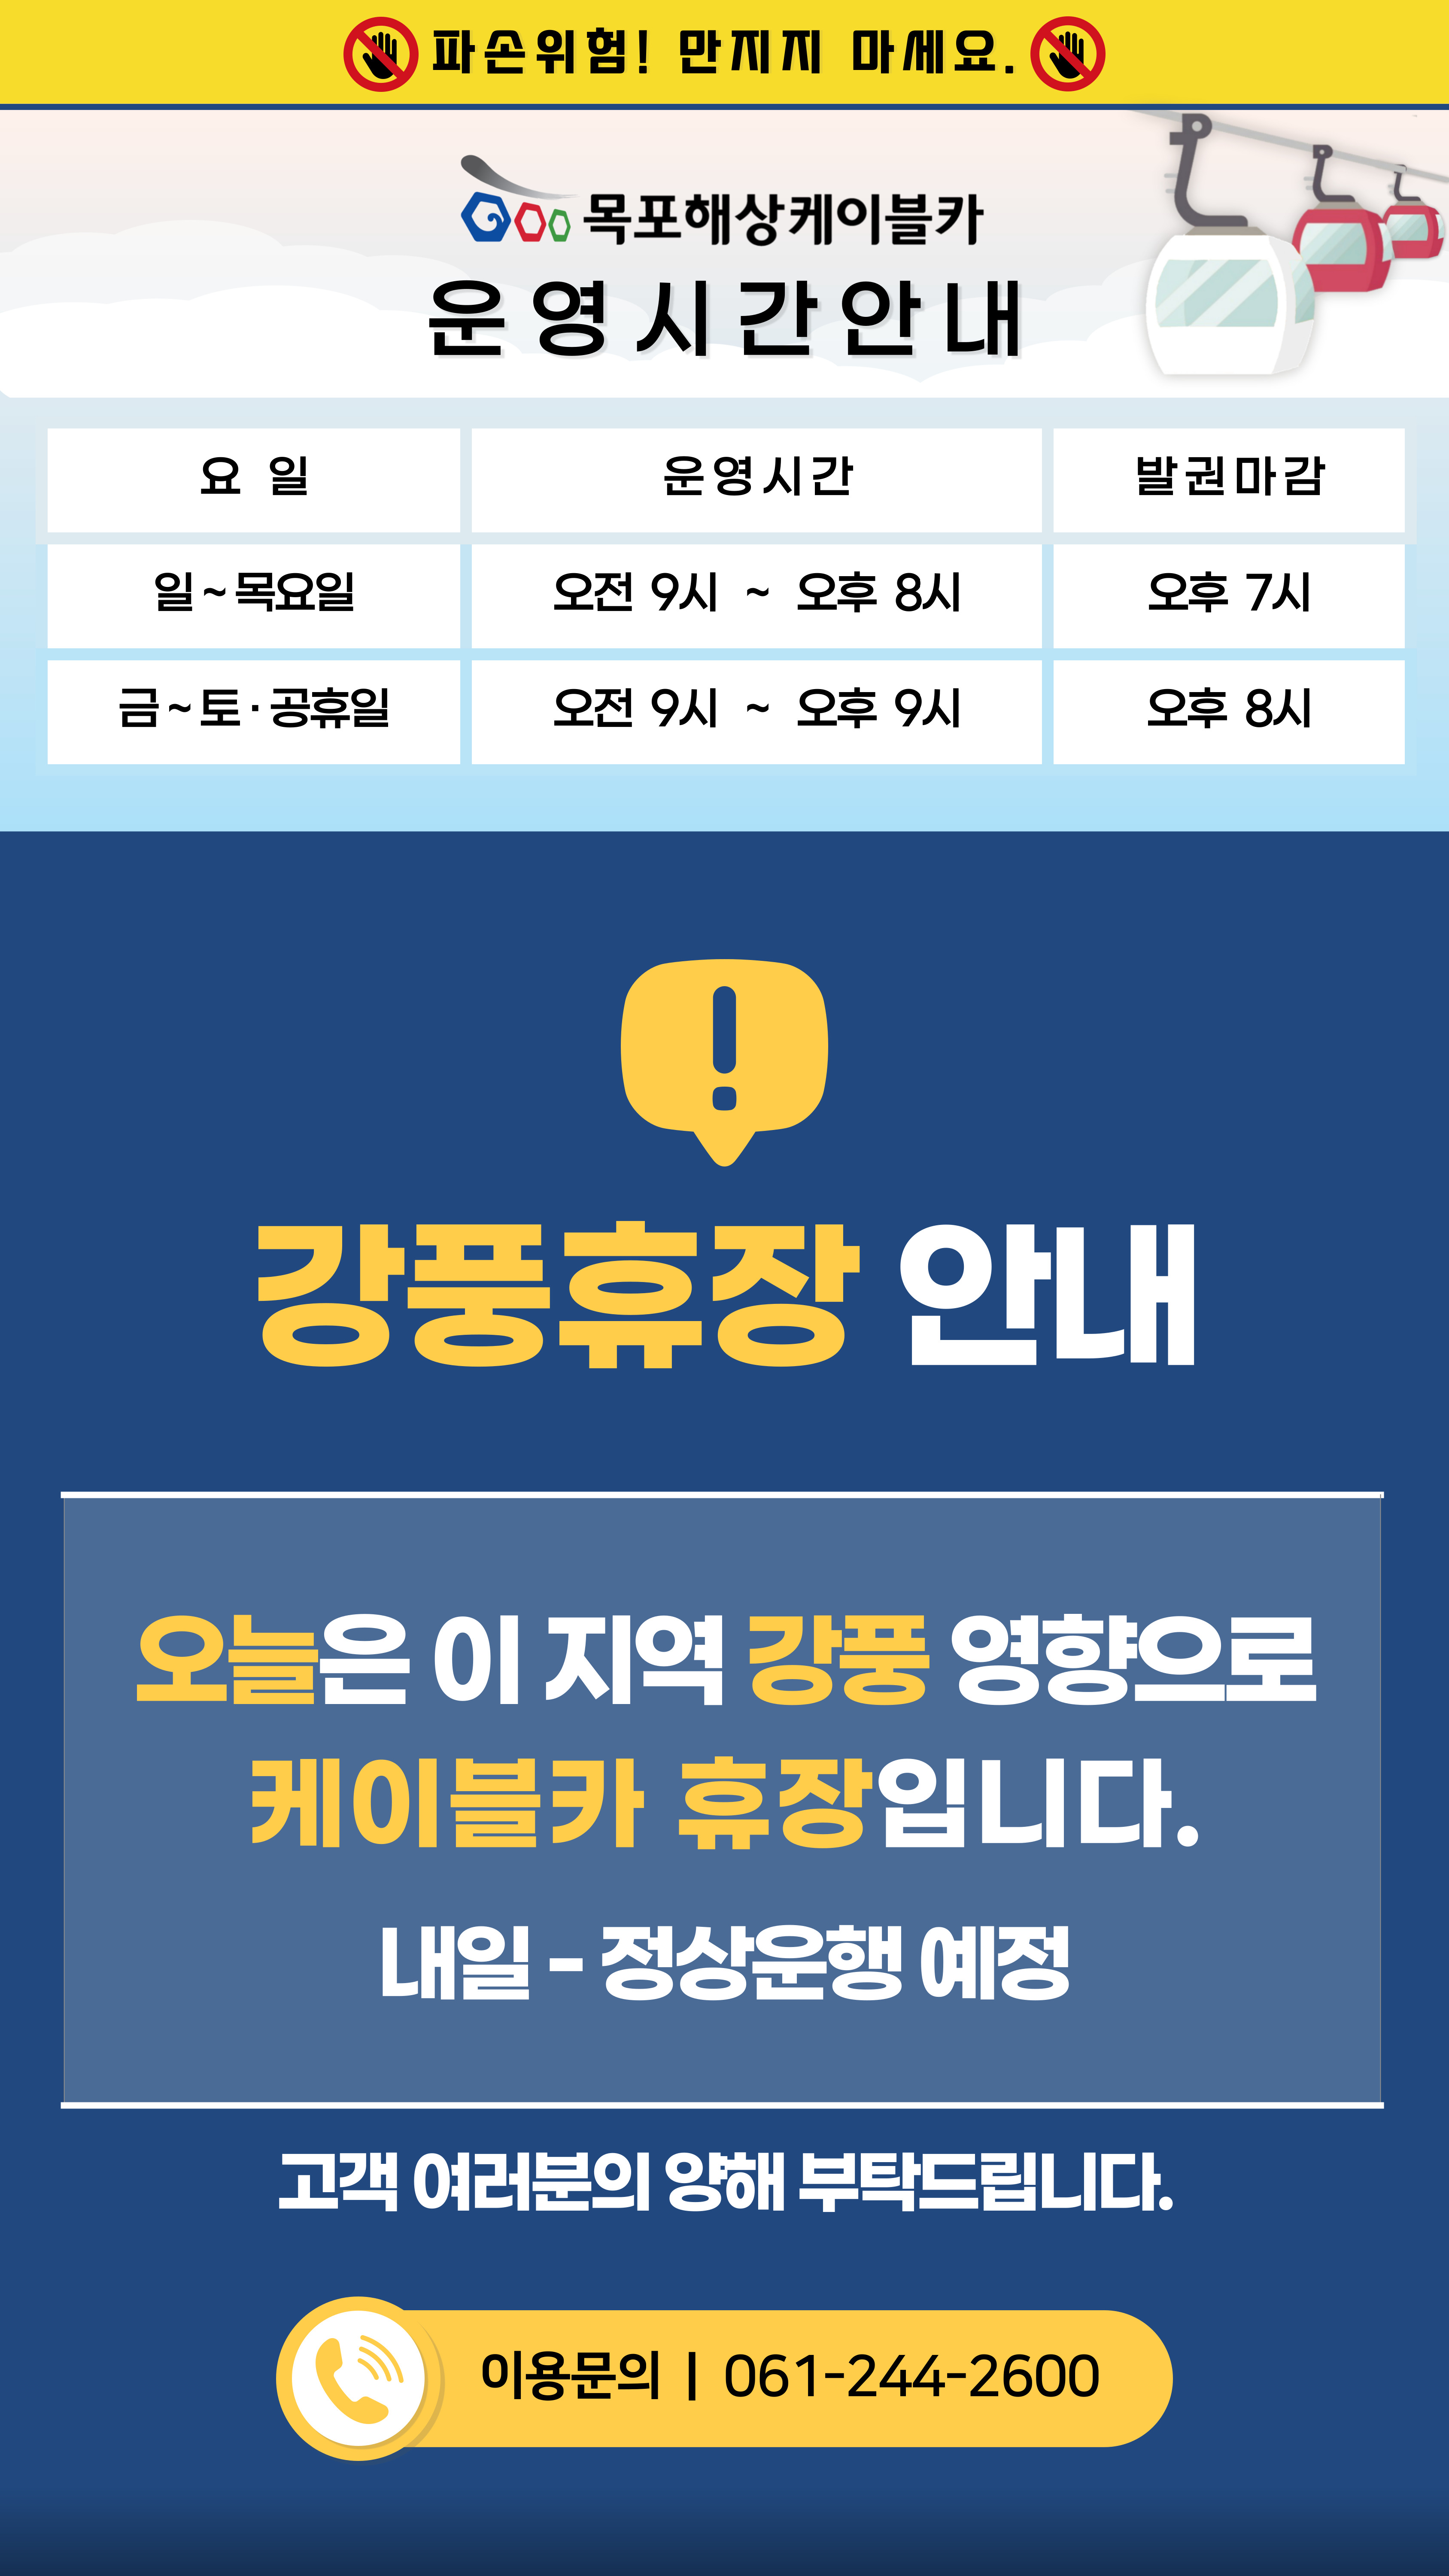 파손위험! 만지지 마세요.
목포해상케이블카
운영시간안내
요 일 운영시간 발권마감
월~목요일 오전 9시 ~ 오후 8시 오후 7시
금~토·공휴일 오전 9시 ~ 오후 9시 오후 8시
강풍휴장 안내
오늘은 이 지역 강풍 영향으로
케이블카 휴장입니다.
내일 - 정상운행 예정
고객 여러분의 양해 부탁드립니다.
이용문의 | 061-244-2600